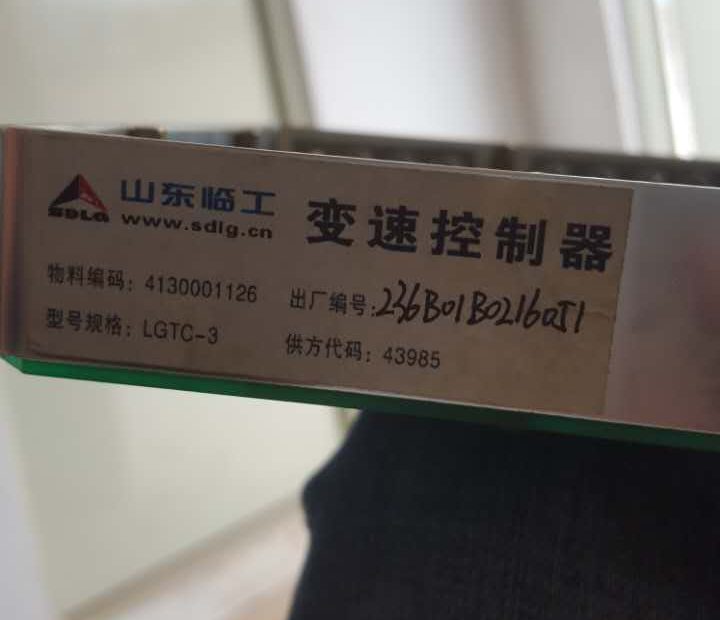 SDLG
山东临工
www.sdlg.cn
变速控制器
物料编码：4130001126
出厂编号：236B01B02160J1
型号规格：LGTC-3
供方代码：43985